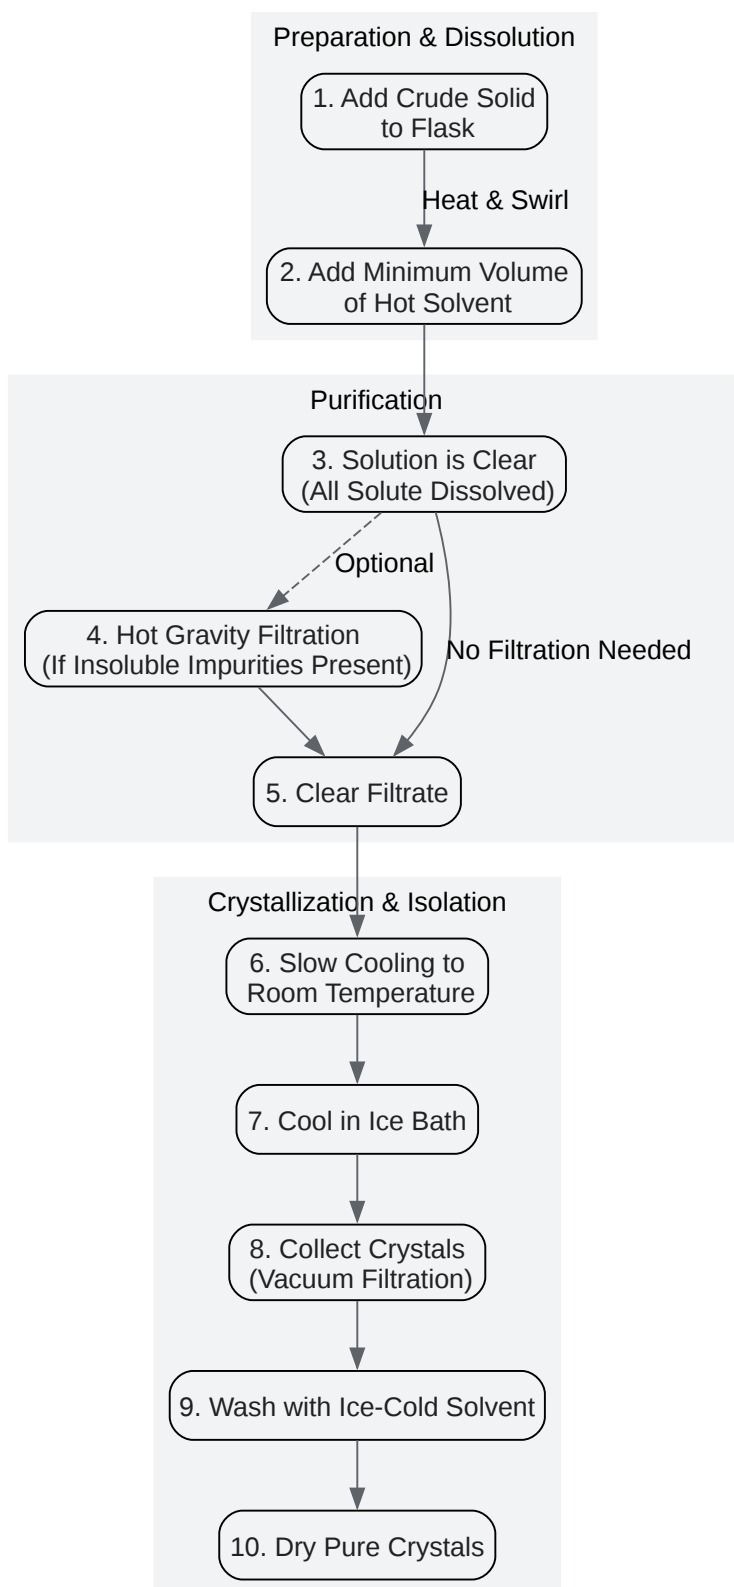 Preparation & Dissolution
1. Add Crude Solid
to Flask
Heat & Swirl
2. Add Minimum Volume
of Hot Solvent
Purification
3. Solution is Clear
(All Solute Dissolved)
Optional
4. Hot Gravity Filtration
(If Insoluble Impurities Present)
No Filtration Needed
5. Clear Filtrate
Crystallization & Isolation
6. Slow Cooling to
Room Temperature
7. Cool in Ice Bath
8. Collect Crystals
(Vacuum Filtration)
9. Wash with Ice-Cold Solvent
10. Dry Pure Crystals